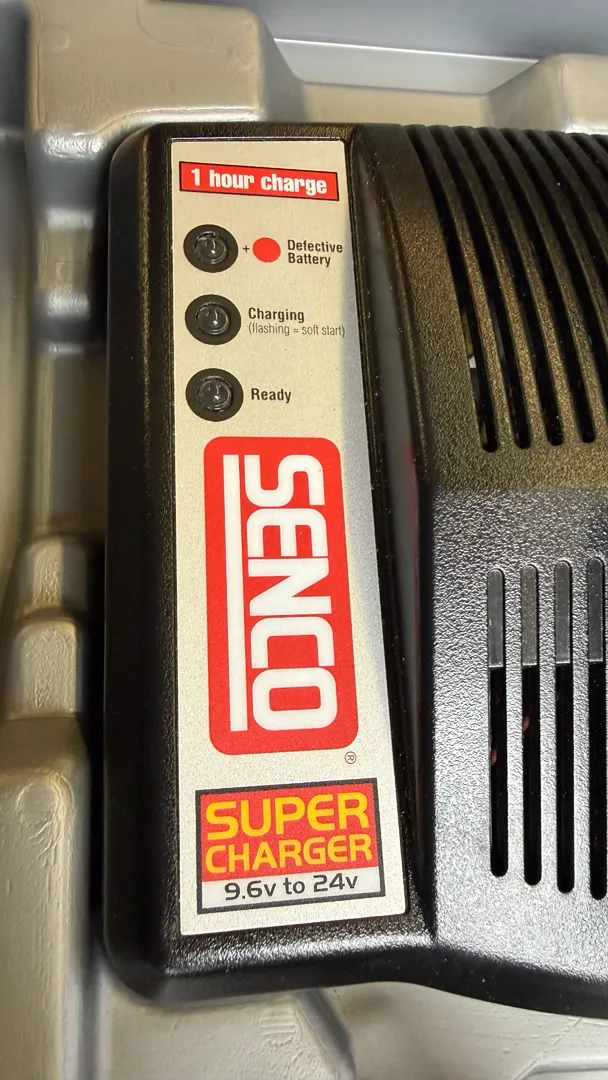 1 hour charge
+ Defective
Battery
Charging
(flashing = soft start)
Ready
SENCO
®
SUPER
CHARGER
9.6v to 24v